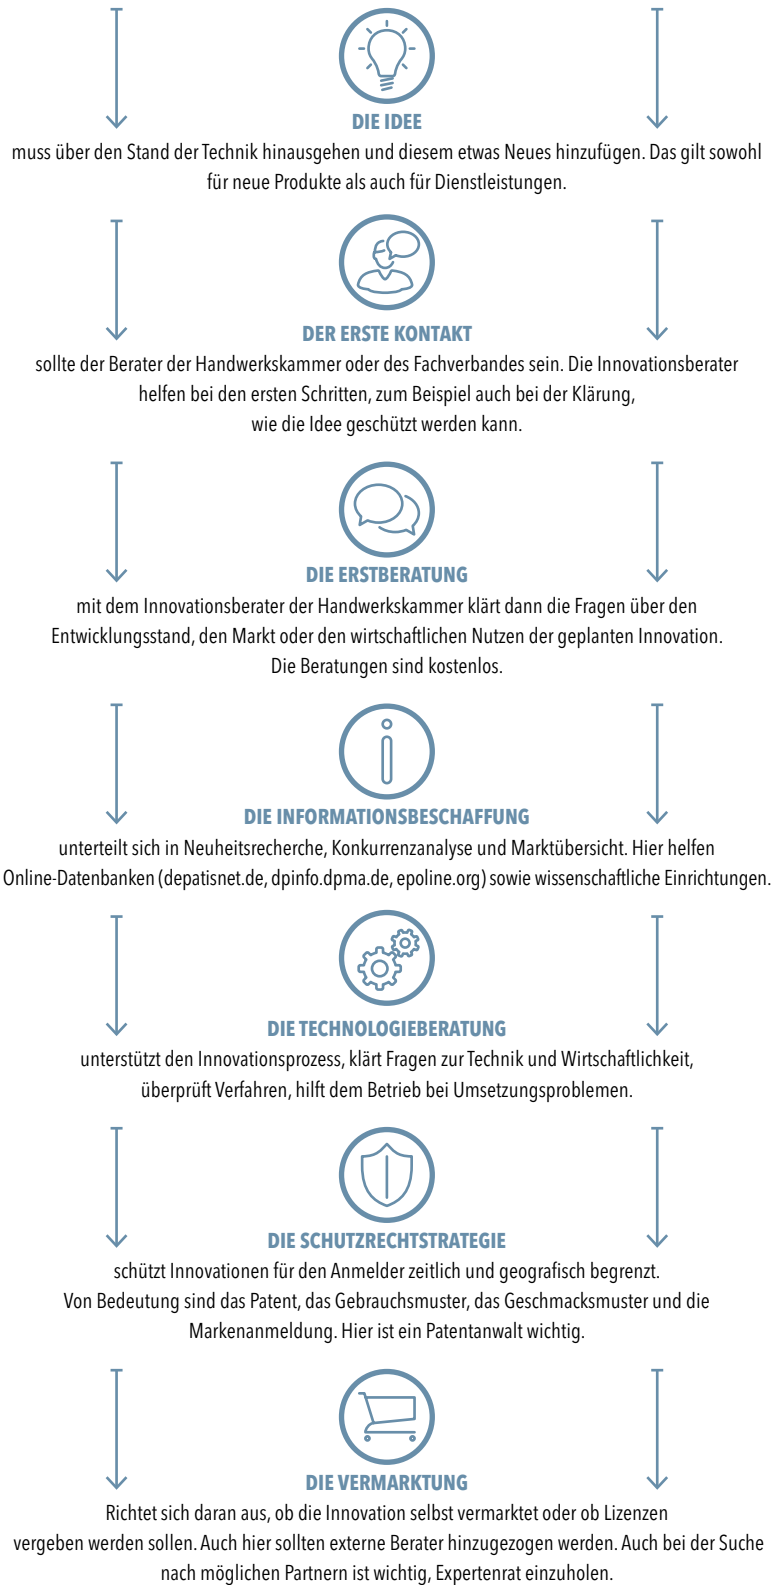 DIE IDEE
muss über den Stand der Technik hinausgehen und diesem etwas Neues hinzufügen. Das gilt sowohl
für neue Produkte als auch für Dienstleistungen.
DER ERSTE KONTAKT
sollte der Berater der Handwerkskammer oder des Fachverbandes sein. Die Innovationsberater
helfen bei den ersten Schritten, zum Beispiel auch bei der Klärung,
wie die Idee geschützt werden kann.
DIE ERSTBERATUNG
mit dem Innovationsberater der Handwerkskammer klärt dann die Fragen über den
Entwicklungsstand, den Markt oder den wirtschaftlichen Nutzen der geplanten Innovation.
Die Beratungen sind kostenlos.
DIE INFORMATIONSBESCHAFFUNG
unterteilt sich in Neuheitsrecherche, Konkurrenzanalyse und Marktübersicht. Hier helfen
Online-Datenbanken (depatisnet.de, dpinfo.dpma.de, epoline.org) sowie wissenschaftliche Einrichtungen.
DIE TECHNOLOGIEBERATUNG
unterstützt den Innovationsprozess, klärt Fragen zur Technik und Wirtschaftlichkeit,
überprüft Verfahren, hilft dem Betrieb bei Umsetzungsproblemen.
DIE SCHUTZRECHTSTRATEGIE
schützt Innovationen für den Anmelder zeitlich und geografisch begrenzt.
Von Bedeutung sind das Patent, das Gebrauchsmuster, das Geschmacksmuster und die
Markenanmeldung. Hier ist ein Patentanwalt wichtig.
DIE VERMARKTUNG
Richtet sich daran aus, ob die Innovation selbst vermarktet oder ob Lizenzen
vergeben werden sollen. Auch hier sollten externe Berater hinzugezogen werden. Auch bei der Suche
nach möglichen Partnern ist wichtig, Expertenrat einzuholen.